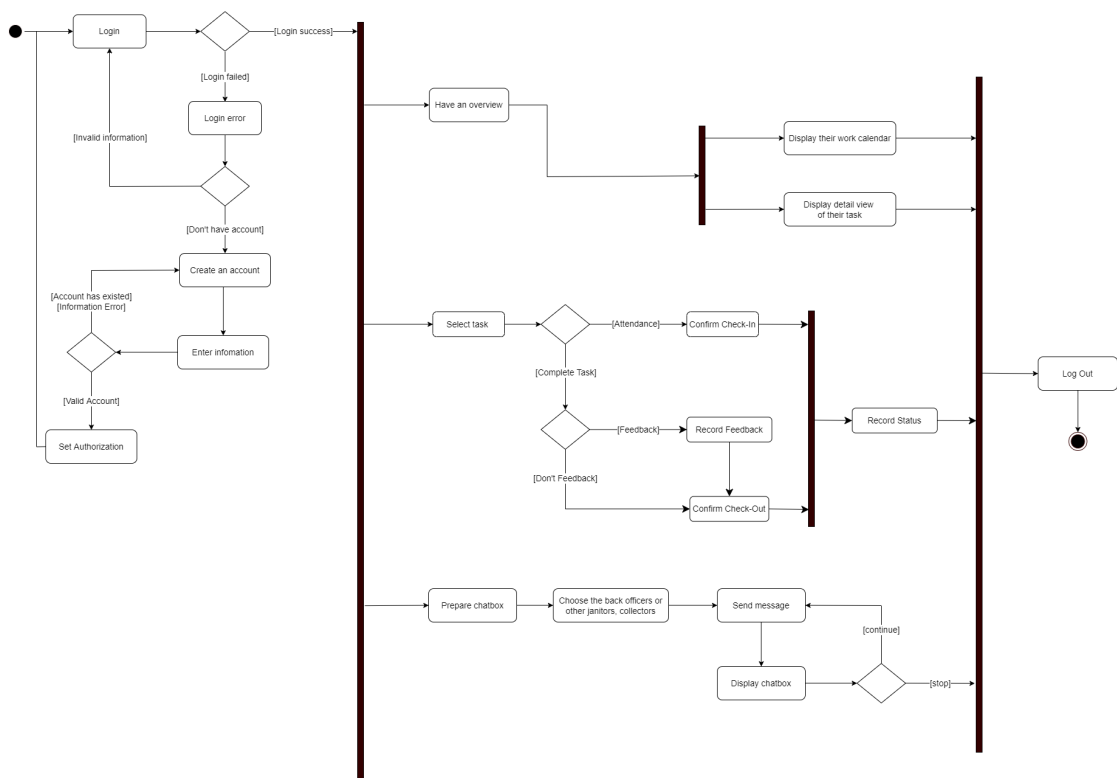 Login
[Login success]
[Login failed]
Login error
[Invalid information]
[Don't have account]
Create an account
[Account has existed]
[Information Error]
Enter infomation
[Valid Account]
Set Authorization
Have an overview
Display their work calendar
Display detail view
of their task
Select task
[Attendance]
Confirm Check-In
[Complete Task]
[Feedback]
Record Feedback
[Don't Feedback]
Confirm Check-Out
Record Status
Log Out
Prepare chatbox
Choose the back officers or
other janitors, collectors
Send message
[continue]
Display chatbox
[stop]